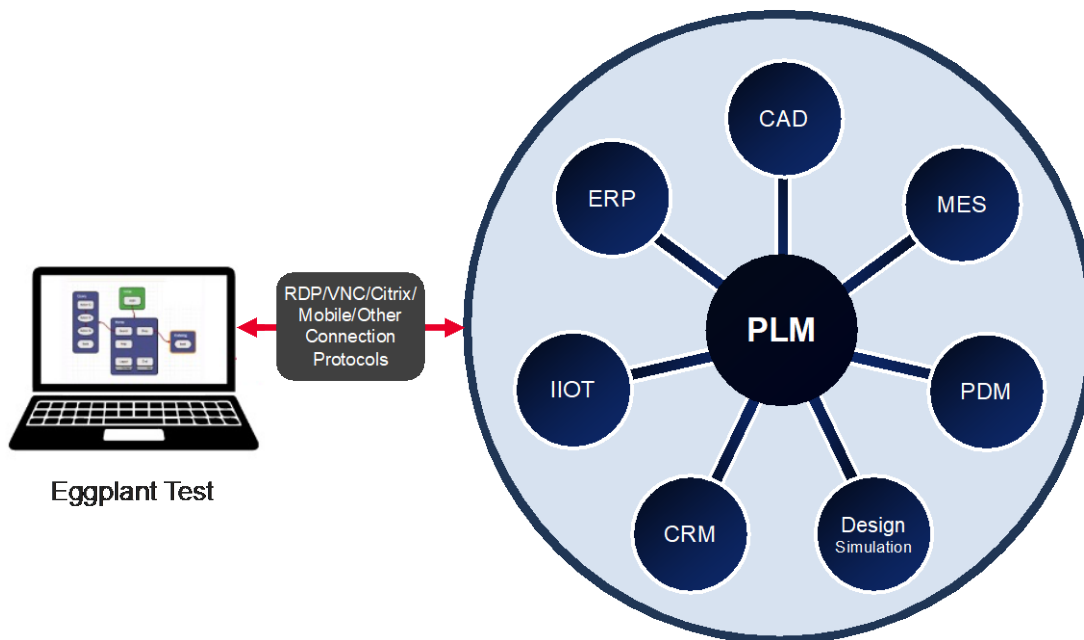 RDP/VNC/Citrix/
Mobile/Other
Connection
Protocols
Eggplant Test
CAD
ERP
MES
PLM
IIOT
PDM
CRM
Design
Simulation